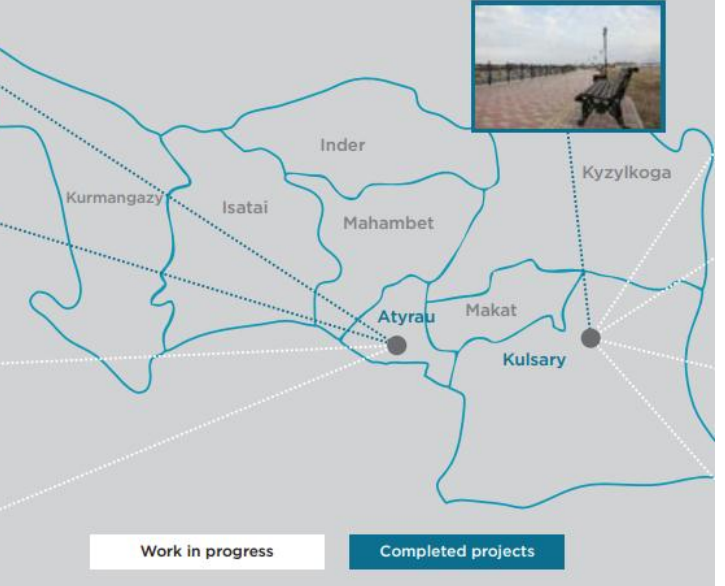 Inder
Kyzylkoga
Kurmangazy
Isatai
Mahambet
Atyrau
Makat
Kulsary
Work in progress
Completed projects